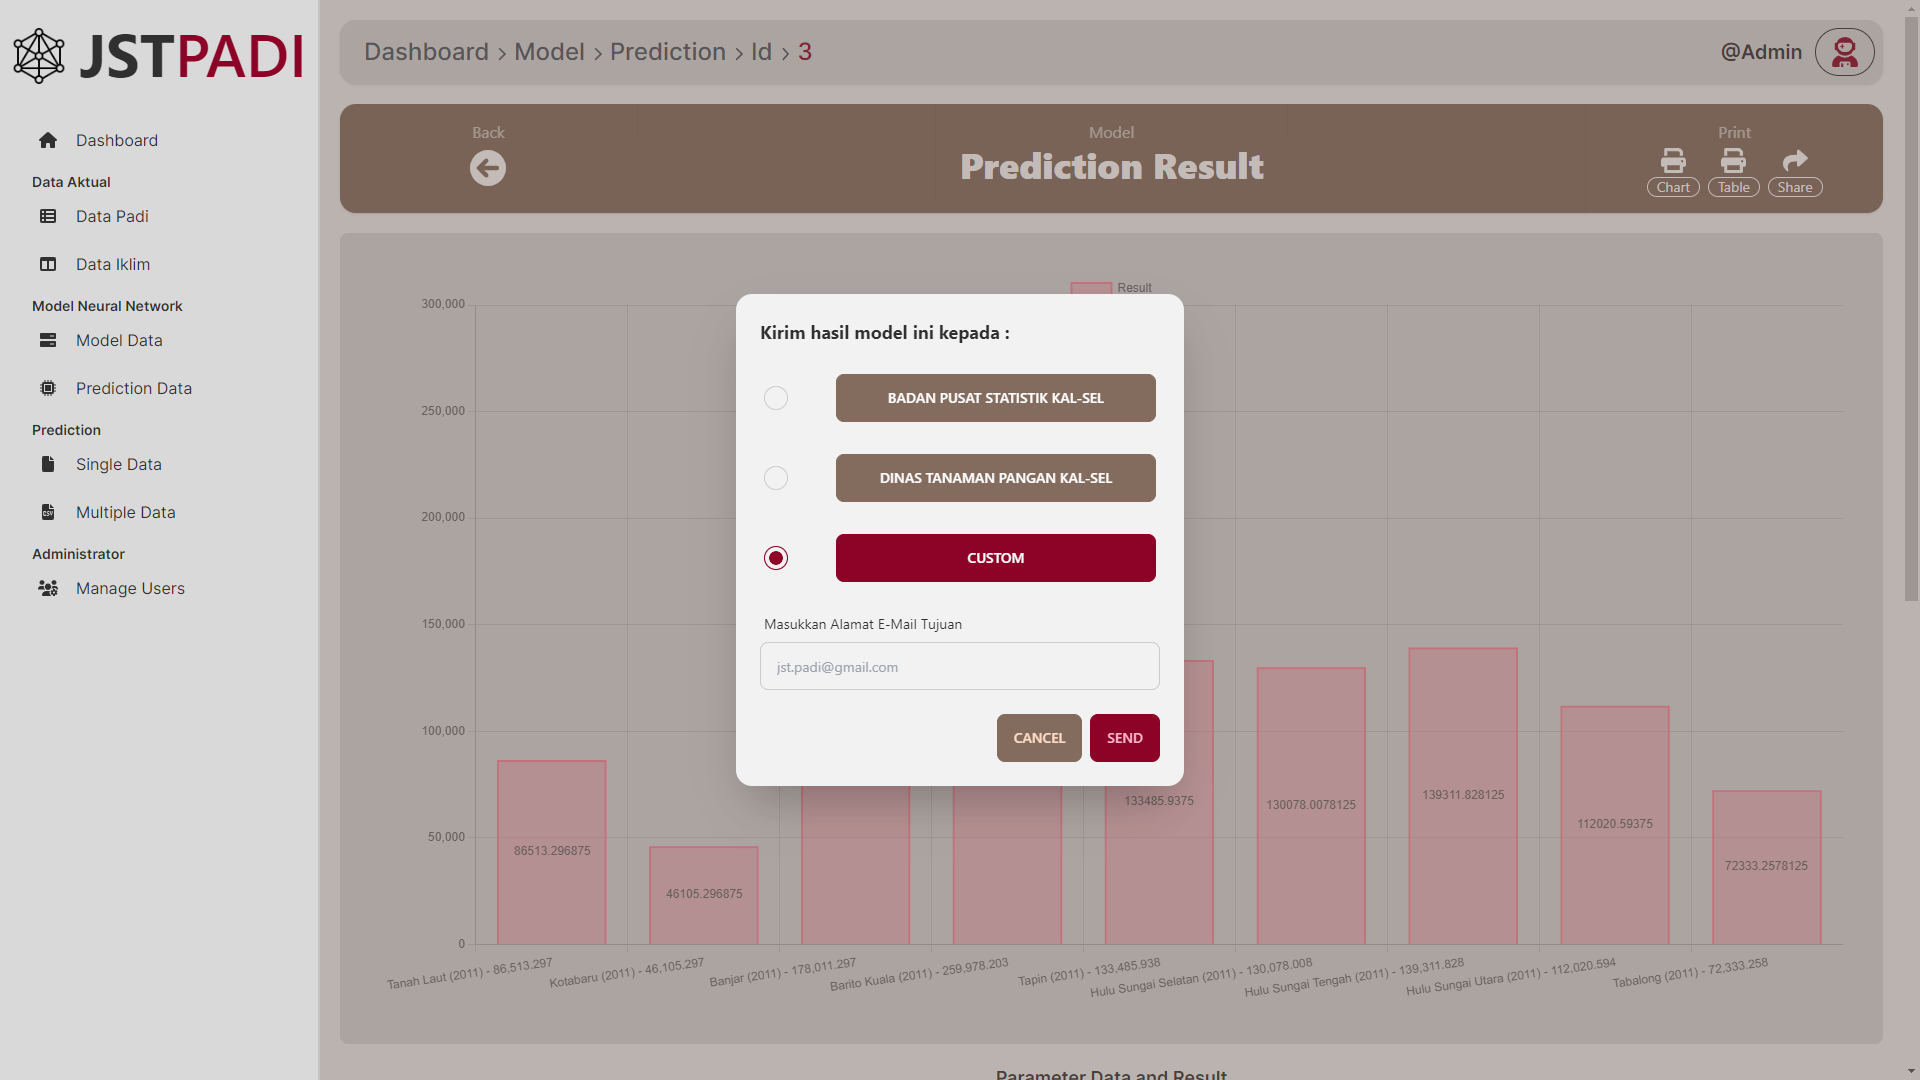 JSTPADI
Dashboard
Data Aktual
Data Padi
Data Iklim
Model Neural Network
Model Data
Prediction Data
Prediction
Single Data
Multiple Data
Administrator
Manage Users
Dashboard > Model > Prediction > Id > 3
@Admin
Back
Model
Prediction Result
Print
Chart
Table
Share
Result
300,000
250,000
200,000
150,000
100,000
50,000
0
Kirim hasil model ini kepada :
BADAN PUSAT STATISTIK KAL-SEL
DINAS TANAMAN PANGAN KAL-SEL
CUSTOM
Masukkan Alamat E-Mail Tujuan
jst.padi@gmail.com
CANCEL
SEND
86513.296875
46105.296875
133485.9375
130078.0078125
139311.828125
112020.59375
72333.2578125
Tanah Laut (2011) - 86,513.297
Kotabaru (2011) - 46,105.297
Banjar (2011) - 178,011.297
Barito Kuala (2011) - 259,978.203
Tapin (2011) - 133,485.938
Hulu Sungai Selatan (2011) - 130,078.008
Hulu Sungai Tengah (2011) - 139,311.828
Hulu Sungai Utara (2011) - 112,020.594
Tabalong (2011) - 72,333.258
Parameter Data and Result